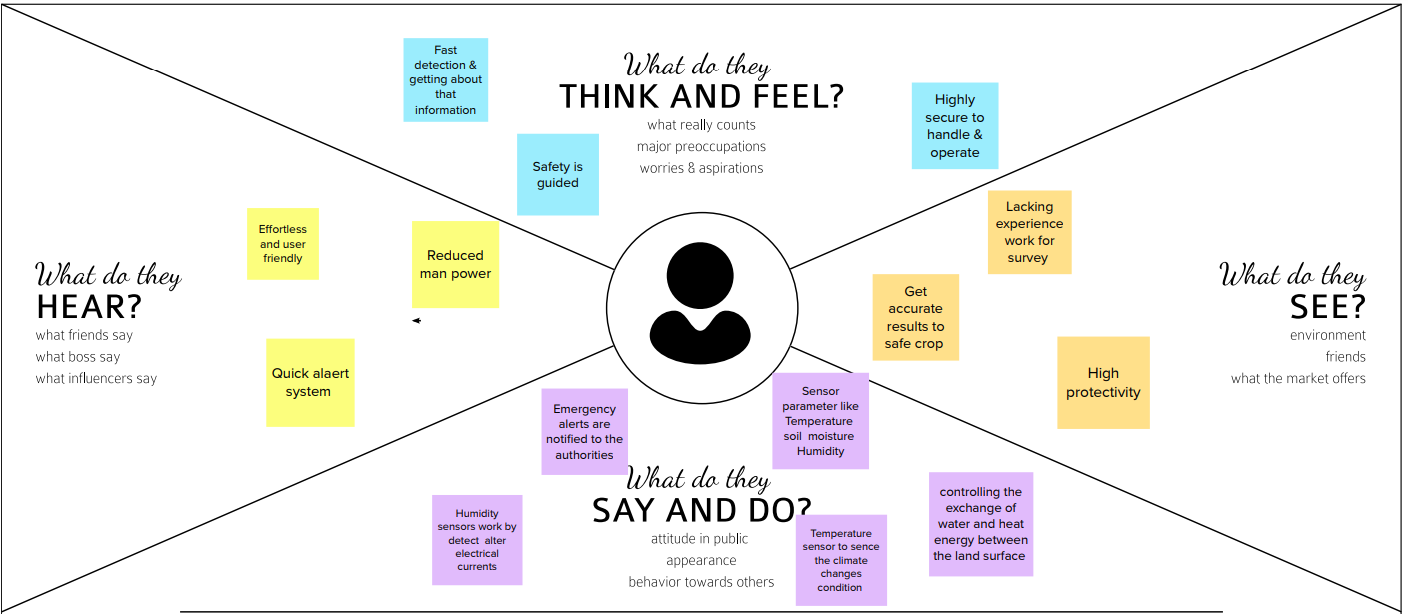 Fast
detection &
getting about
that
information
What do they
THINK AND FEEL?
what really counts
major preoccupations
worries & aspirations
Highly
secure to
handle &
operate
Safety is
guided
Effortless
and user
friendly
Reduced
man power
What do they
HEAR?
what friends say
what boss say
what influencers say
Quick alaert
system
Lacking
experience
work for
survey
Get
accurate
results to
safe crop
What do they
SEE?
environment
friends
what the market offers
High
protectivity
Emergency
alerts are
notified to the
authorities
Sensor
parameter like
Temperature
soil moisture
Humidity
What do they
SAY AND DO?
attitude in public
appearance
behavior towards others
Humidity
sensors work by
detect alter
electrical
currents
Temperature
sensor to sence
the climate
changes
condition
controlling the
exchange of
water and heat
energy between
the land surface